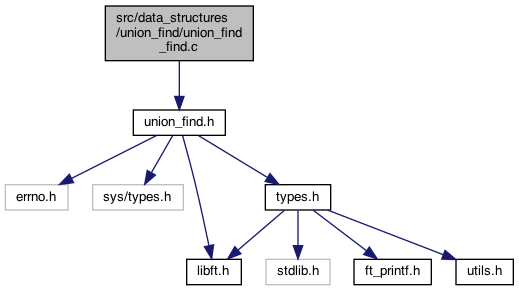 src/data_structures
/union_find/union_find
_find.c
union_find.h
errno.h
sys/types.h
types.h
libft.h
stdlib.h
ft_printf.h
utils.h